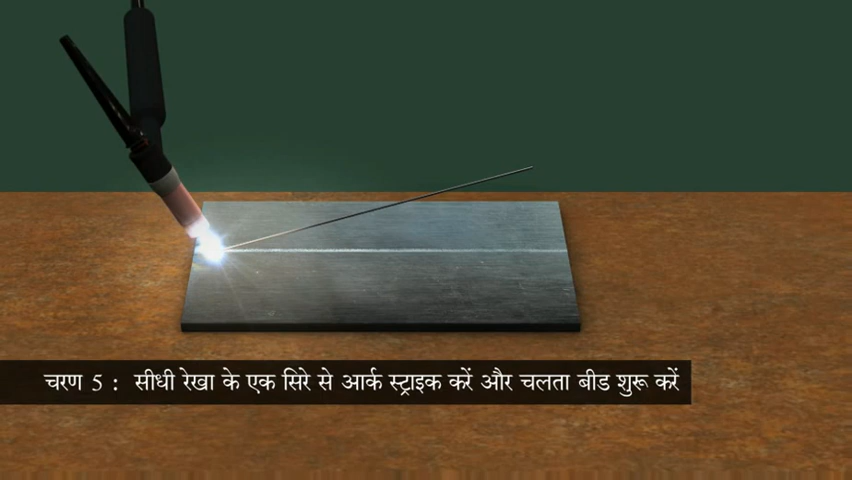 चरण 5 : सीधी रेखा के एक सिरे से आर्क स्ट्राइक करें और चलता बीड शुरू करें